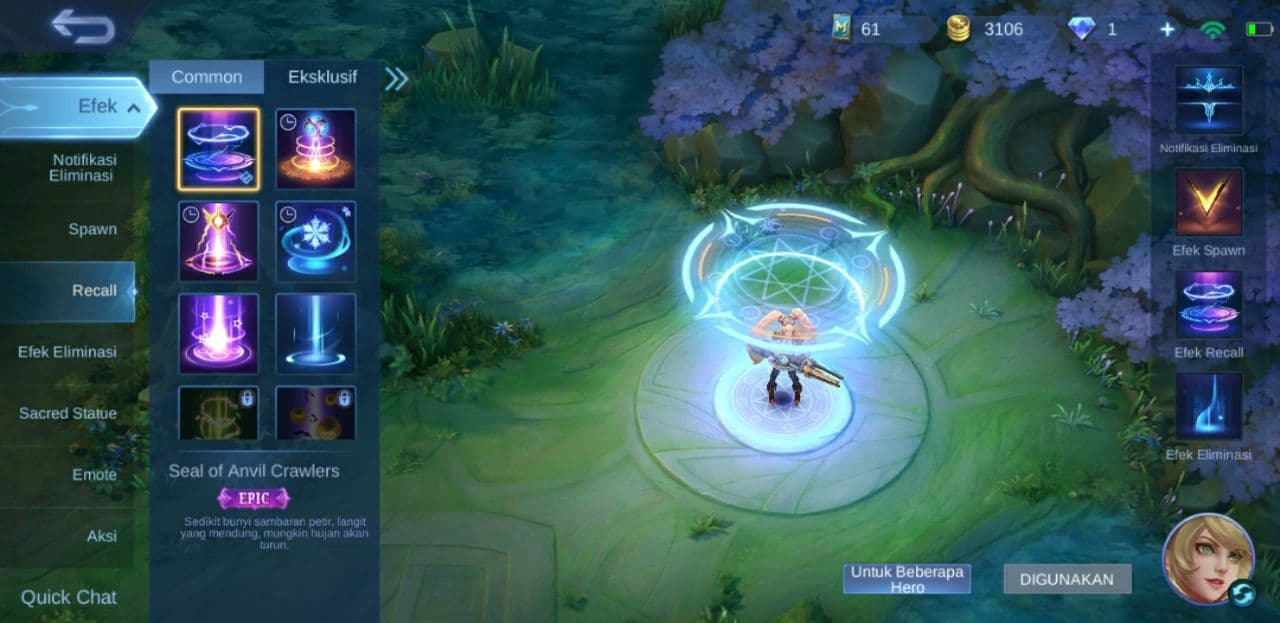 61
3106
1
Common
Eksklusif
Efek
Notifikasi
Eliminasi
Spawn
Recall
Efek Eliminasi
Sacred Statue
Emote
Aksi
Quick Chat
Seal of Anvil Crawlers
EPIC
Sedikit bunyi sambaran petir, langit
yang mendung, mungkin hujan akan
turun.
Notifikasi Eliminasi
Efek Spawn
Efek Recall
Efek Eliminasi
Untuk Beberapa
Hero
DIGUNAKAN